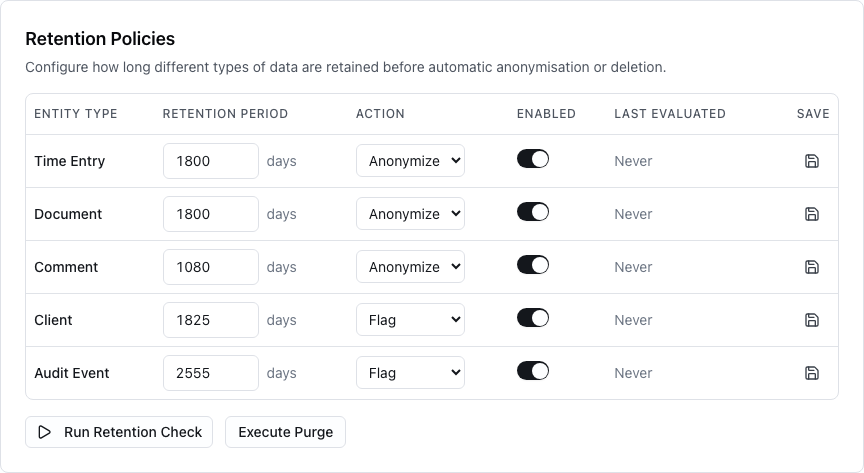 Retention Policies
Configure how long different types of data are retained before automatic anonymisation or deletion.
ENTITY TYPE RETENTION PERIOD ACTION ENABLED LAST EVALUATED SAVE
Time Entry 1800 days Anonymize Never
Document 1800 days Anonymize Never
Comment 1080 days Anonymize Never
Client 1825 days Flag Never
Audit Event 2555 days Flag Never
Run Retention Check Execute Purge